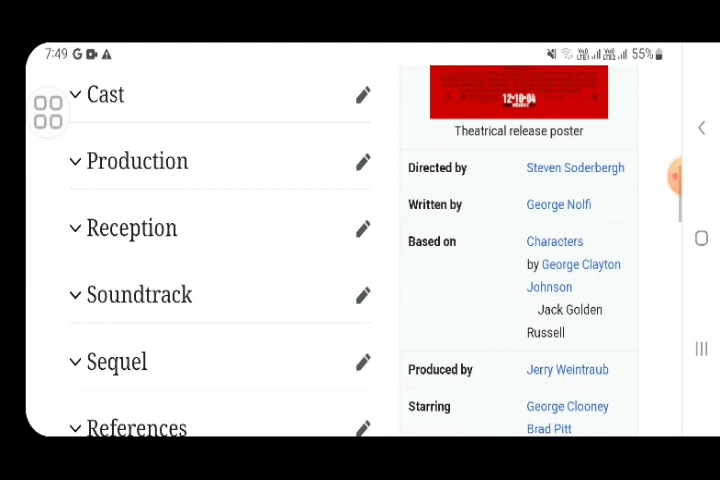 7:49 G
55%
Cast
Production
Reception
Soundtrack
Sequel
References
12·10·04
Theatrical release poster
Directed by Steven Soderbergh
Written by George Nolfi
Based on Characters
by George Clayton
Johnson
Jack Golden
Russell
Produced by Jerry Weintraub
Starring George Clooney
Brad Pitt